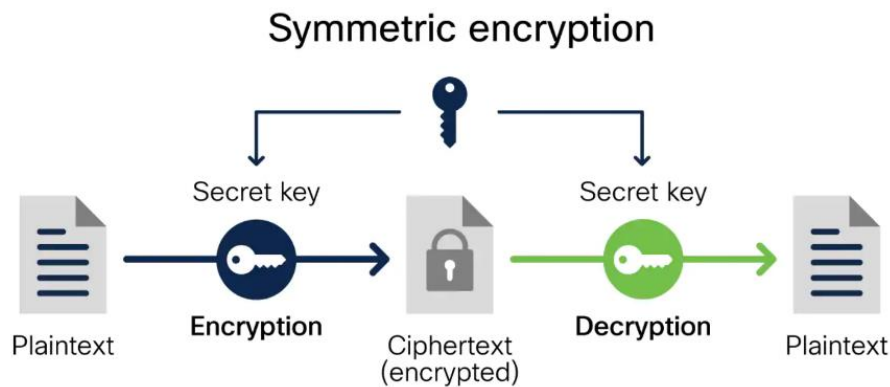 Symmetric encryption
Secret key
Secret key
Encryption
Decryption
Plaintext
Ciphertext
(encrypted)
Plaintext